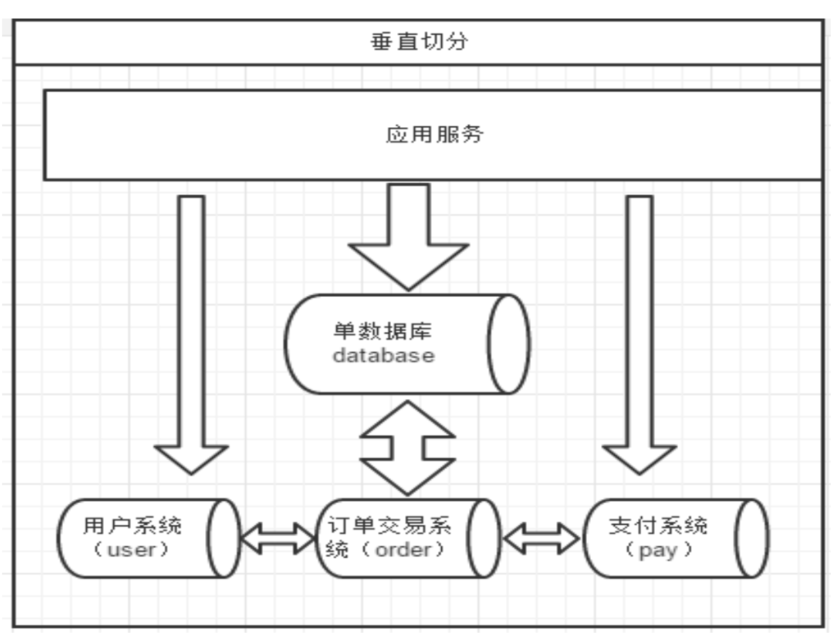 垂直切分
应用服务
单数据库
database
用户系统
（user）
订单交易系
统（order）
支付系统
（pay）